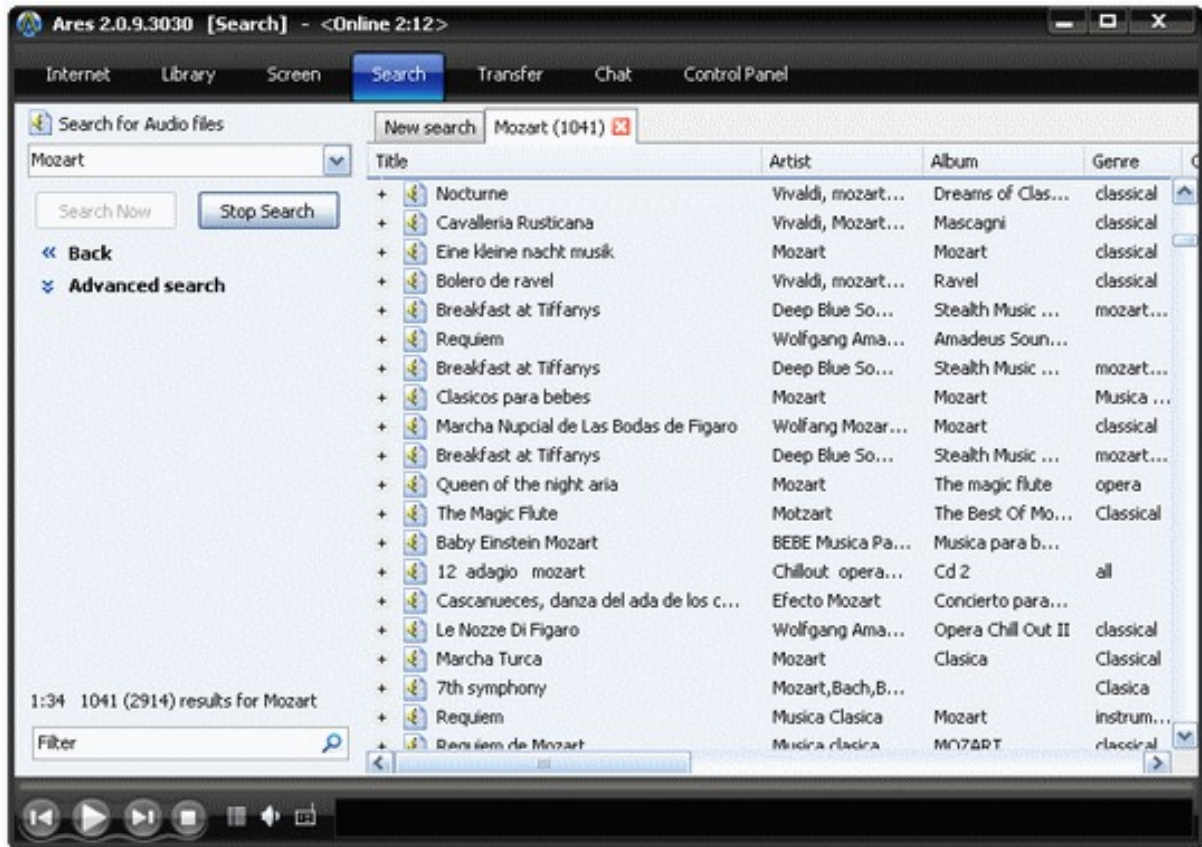 Ares 2.0.9.3030 [Search] - <Online 2:12>
Internet Library Screen Search Transfer Chat Control Panel
Search for Audio files
Mozart
Search Now Stop Search
Back
Advanced search
1:34 1041 (2914) results for Mozart
Filter
New search Mozart (1041)
Title Artist Album Genre
Nocturne Vivaldi, mozart... Dreams of Clas... classical
Cavalleria Rusticana Vivaldi, Mozart... Mascagni classical
Eine kleine nacht musik Mozart Mozart classical
Bolero de ravel Vivaldi, mozart... Ravel classical
Breakfast at Tiffanys Deep Blue So... Stealth Music ... mozart...
Requiem Wolfgang Ama... Amadeus Soun...
Breakfast at Tiffanys Deep Blue So... Stealth Music ... mozart...
Clasicos para bebes Mozart Mozart Musica ...
Marcha Nupcial de Las Bodas de Figaro Wolfang Mozar... Mozart classical
Breakfast at Tiffanys Deep Blue So... Stealth Music ... mozart...
Queen of the night aria Mozart The magic flute opera
The Magic Flute Motzart The Best Of Mo... Classical
Baby Einstein Mozart BEBE Musica Pa... Musica para b...
12 adagio mozart Chillout opera... Cd 2 all
Cascanueces, danza del ada de los c... Efecto Mozart Concierto para...
Le Nozze Di Figaro Wolfgang Ama... Opera Chill Out II classical
Marcha Turca Mozart Clasica Classical
7th symphony Mozart,Bach,B... Clasica
Requiem Musica Clasica Mozart instrum...
Requiem de Mozart Musica clasica MOZART classical